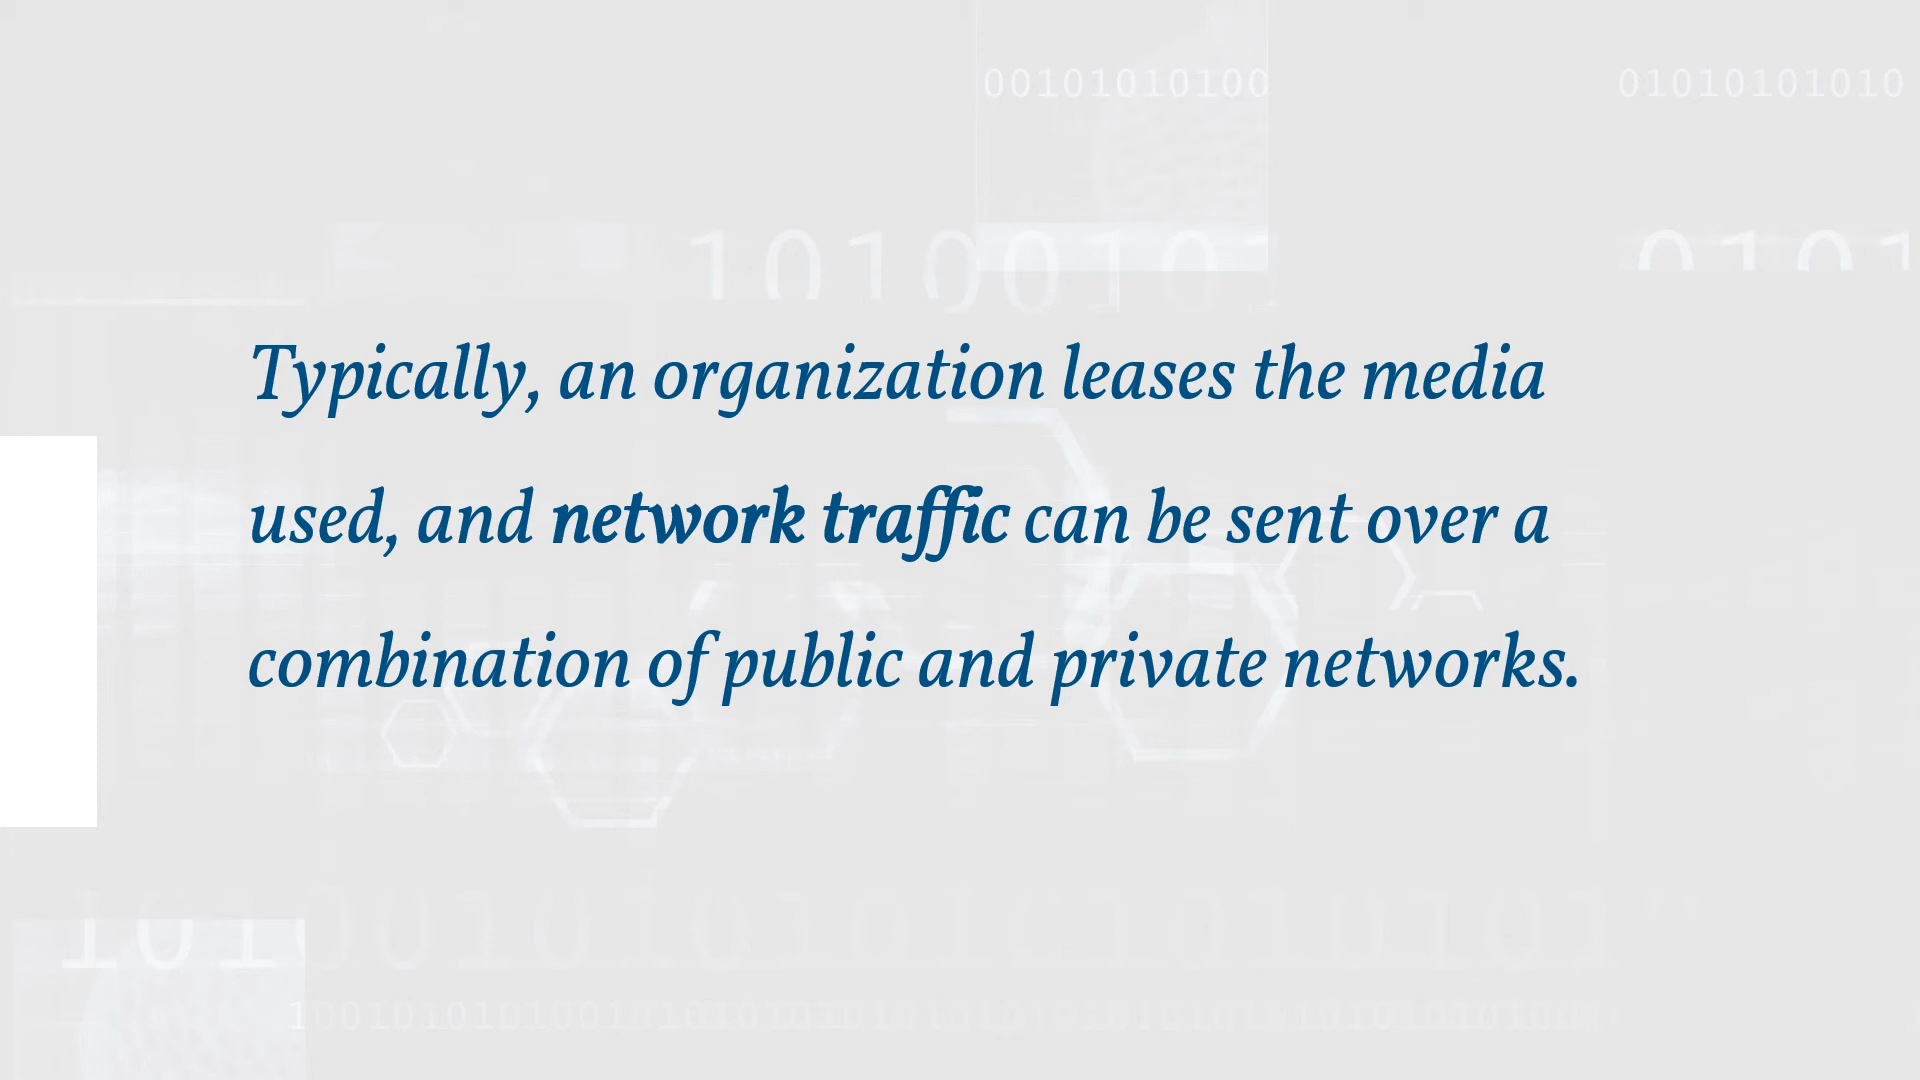 00101010100 01010101010
Typically, an organization leases the media
used, and network traffic can be sent over a
combination of public and private networks.